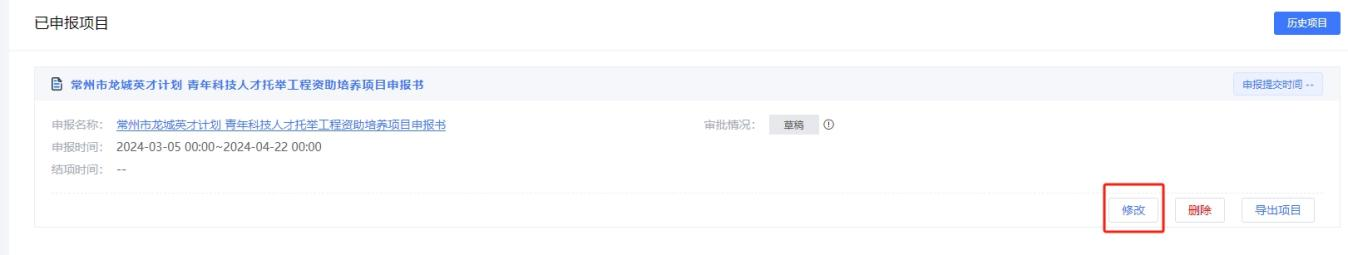 已申报项目
历史项目
常州市龙城英才计划 青年科技人才托举工程资助培养项目申报书
申报提交时间 --
申报名称: 常州市龙城英才计划 青年科技人才托举工程资助培养项目申报书
审批情况: 草稿
申报时间: 2024-03-05 00:00~2024-04-22 00:00
结项时间: --
修改 删除 导出项目